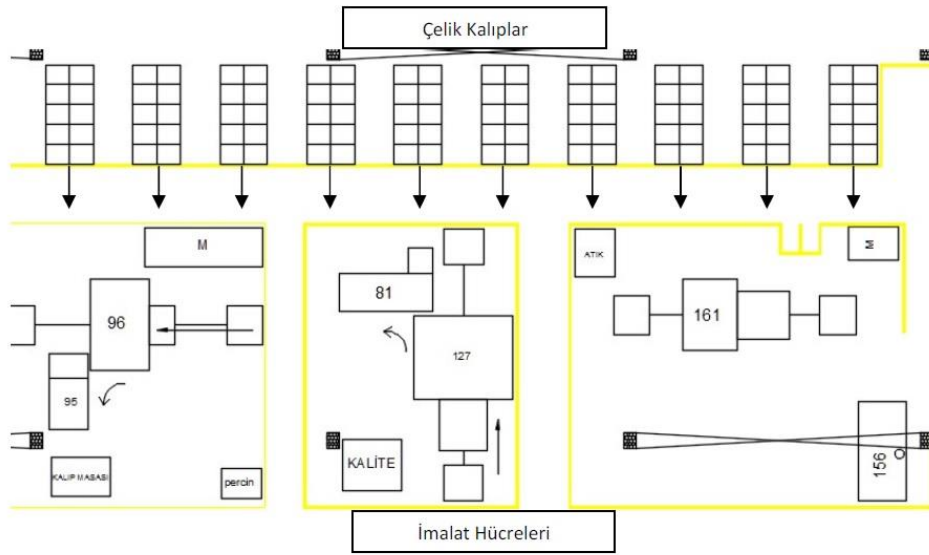 Çelik Kalıplar
M
ATIK
M
81
96
161
127
95
KALİTE
KALIP MASASI
156
percin
İmalat Hücreleri